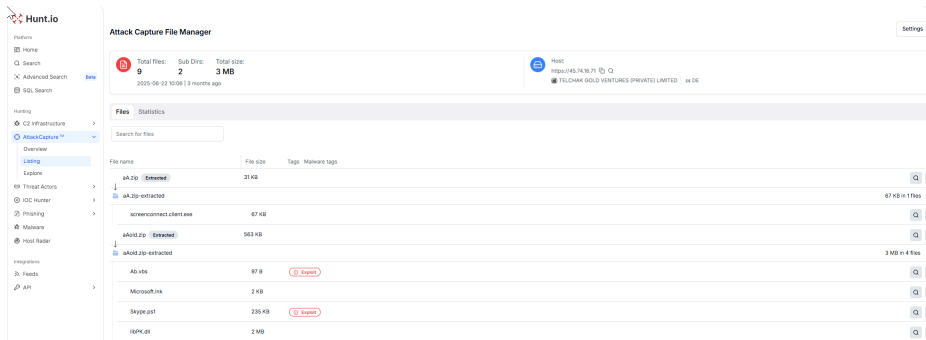 Hunt.io
Platform
Home
Search
Advanced Search Beta
SQL Search
Hunting
C2 Infrastructure
AttackCapture™
Overview
Listing
Explore
Threat Actors
IOC Hunter
Phishing
Malware
Host Radar
Integrations
Feeds
API
Attack Capture File Manager
Settings
Total files: Sub Dirs: Total size:
9 2 3 MB
2025-06-22 10:06 | 3 months ago
Host
https://45.74.16.71
TELCHAK GOLD VENTURES (PRIVATE) LIMITED DE
Files Statistics
Search for files
File name File size Tags Malware tags
aA.zip Extracted 31 KB
aA.zip-extracted 67 KB in 1 files
screenconnect.client.exe 67 KB
aAold.zip Extracted 563 KB
aAold.zip-extracted 3 MB in 4 files
Ab.vbs 97 B Exploit
Microsoft.lnk 2 KB
Skype.ps1 235 KB Exploit
libPK.dll 2 MB